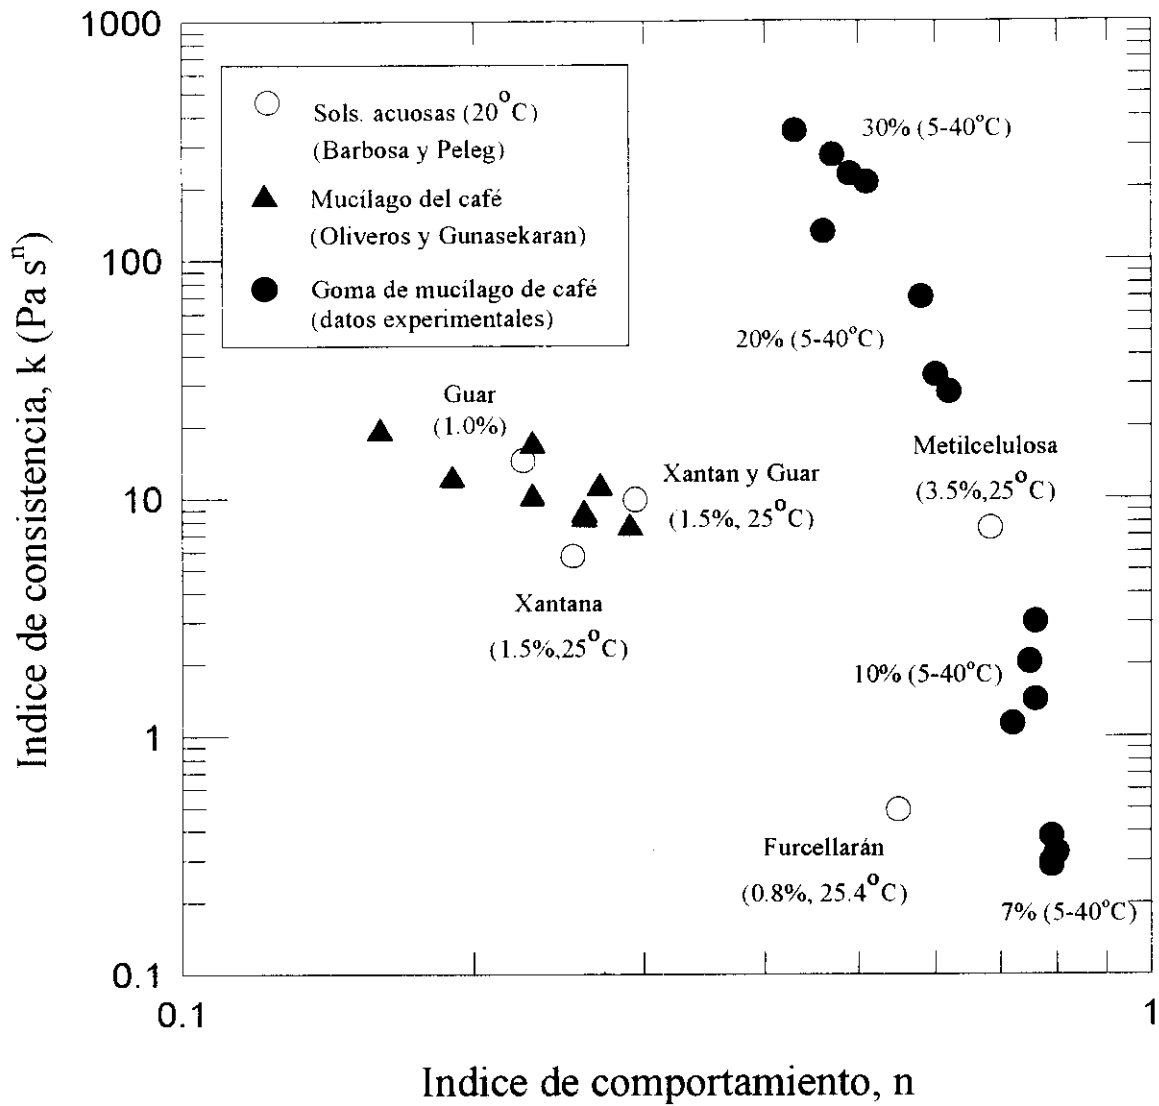 1000
100
10
1
0.1
Indice de consistencia, k (Pa sⁿ)
Sols. acuosas (20°C)
(Barbosa y Peleg)
Mucílago del café
(Oliveros y Gunasekaran)
Goma de mucílago de café
(datos experimentales)
30% (5-40°C)
20% (5-40°C)
Guar
(1.0%)
Xantan y Guar
(1.5%, 25°C)
Metilcelulosa
(3.5%,25°C)
Xantana
(1.5%,25°C)
10% (5-40°C)
Furcellarán
(0.8%, 25.4°C)
7% (5-40°C)
0.1
1
Indice de comportamiento, n